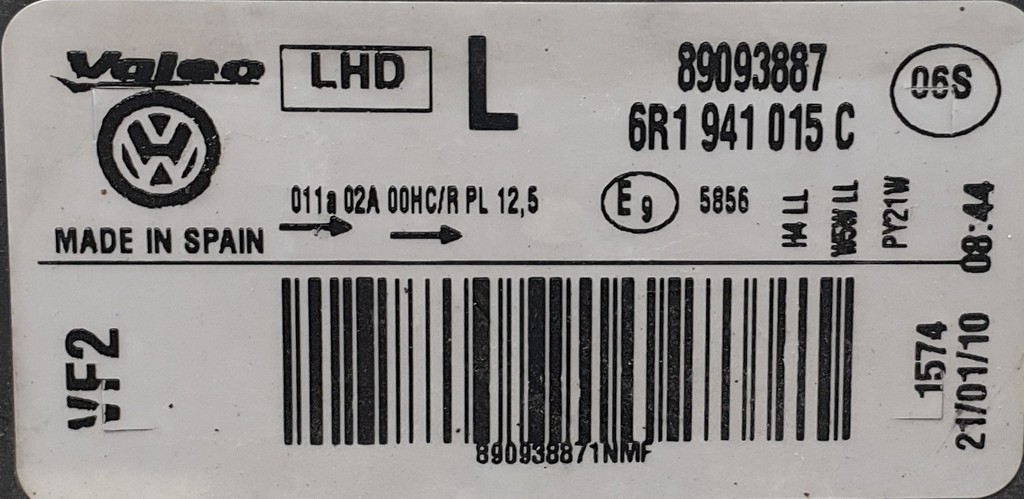 Valeo
LHD
L
89093887
6R1 941 015 C
06S
011a 02A 00HC/R PL 12,5
E9
5856
H4 LL
W5W LL
PY21W
08:44
MADE IN SPAIN
VF2
1574
21/01/10
890938871NMF